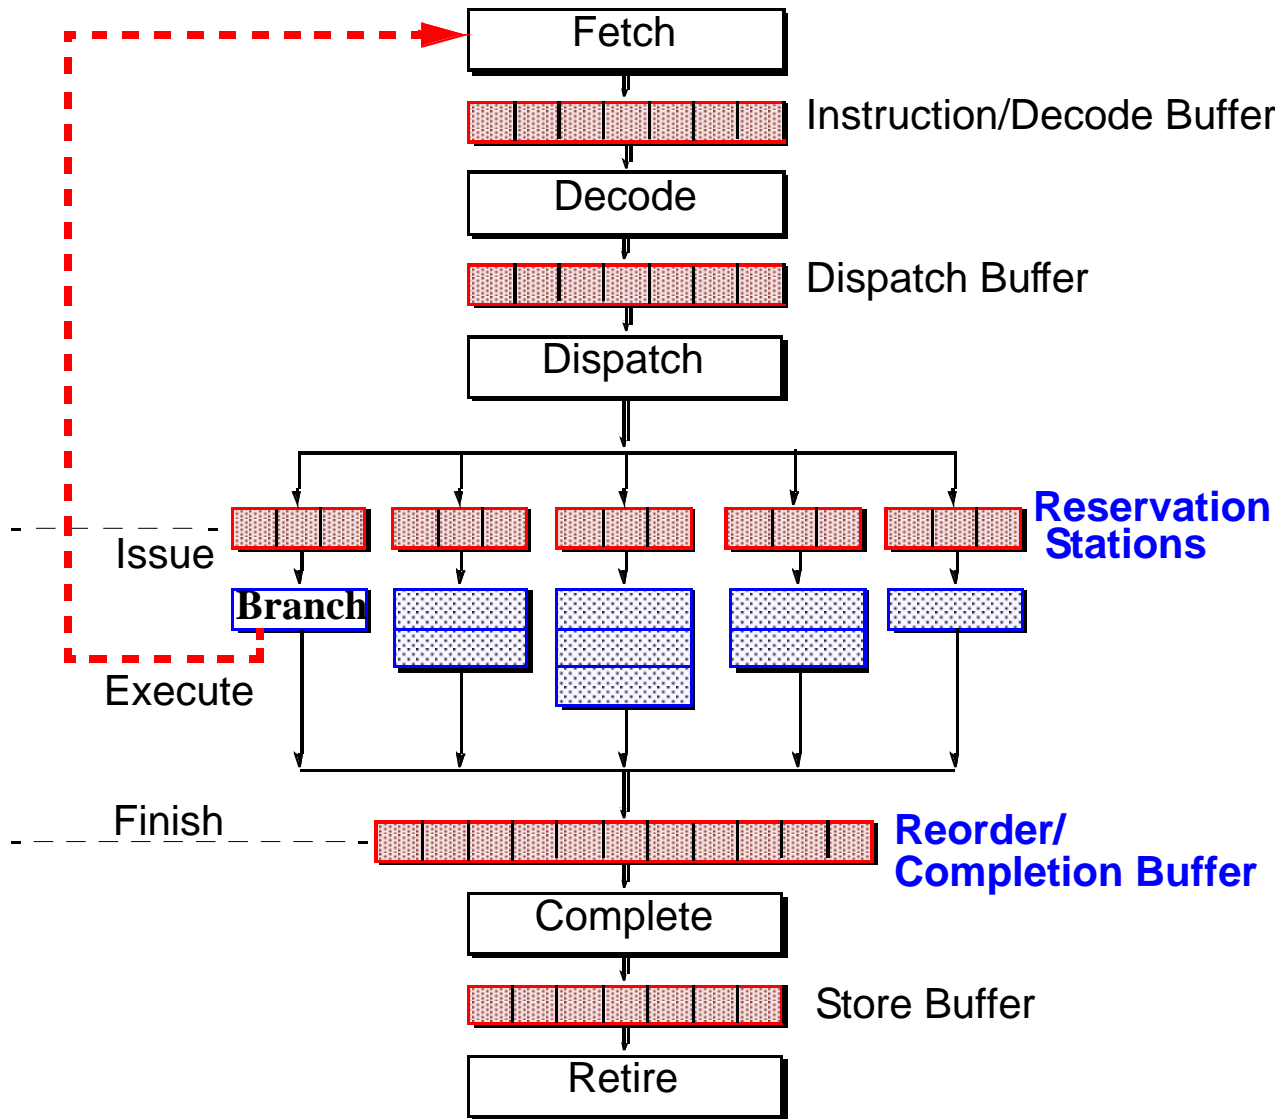 Fetch
Instruction/Decode Buffer
Decode
Dispatch Buffer
Dispatch
Reservation
Stations
Issue
Branch
Execute
Finish
Reorder/
Completion Buffer
Complete
Store Buffer
Retire